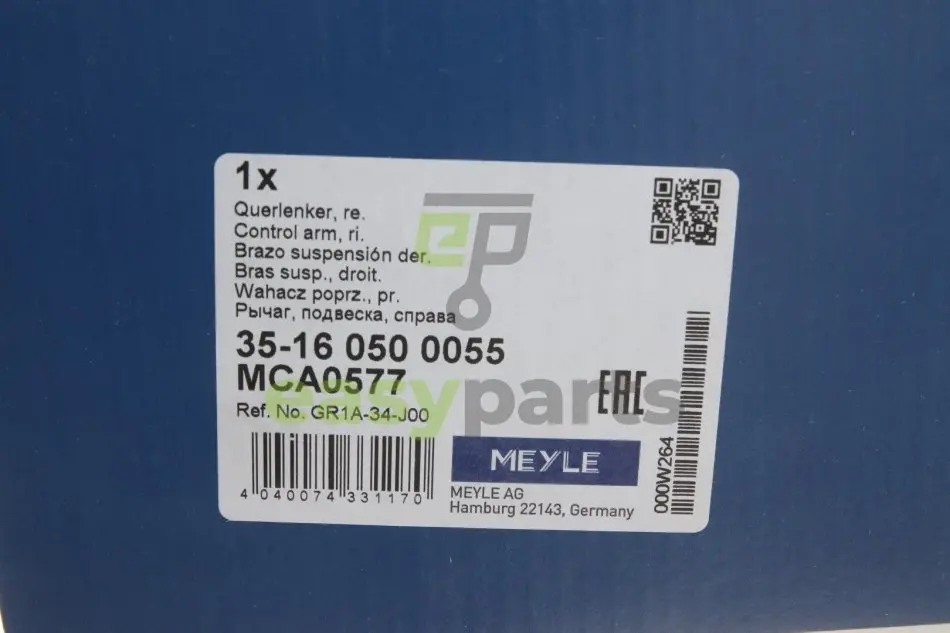 1x
Querlenker, re.
Control arm, ri.
Brazo suspensión der.
Bras susp., droit.
Wahacz poprz., pr.
Рычаг, подвеска, справа
35-16 050 0055
MCA0577
Ref. No. GR1A-34-J00
EAC
4 040074 331170
MEYLE
MEYLE AG
Hamburg 22143, Germany
000W264
ep
easyparts